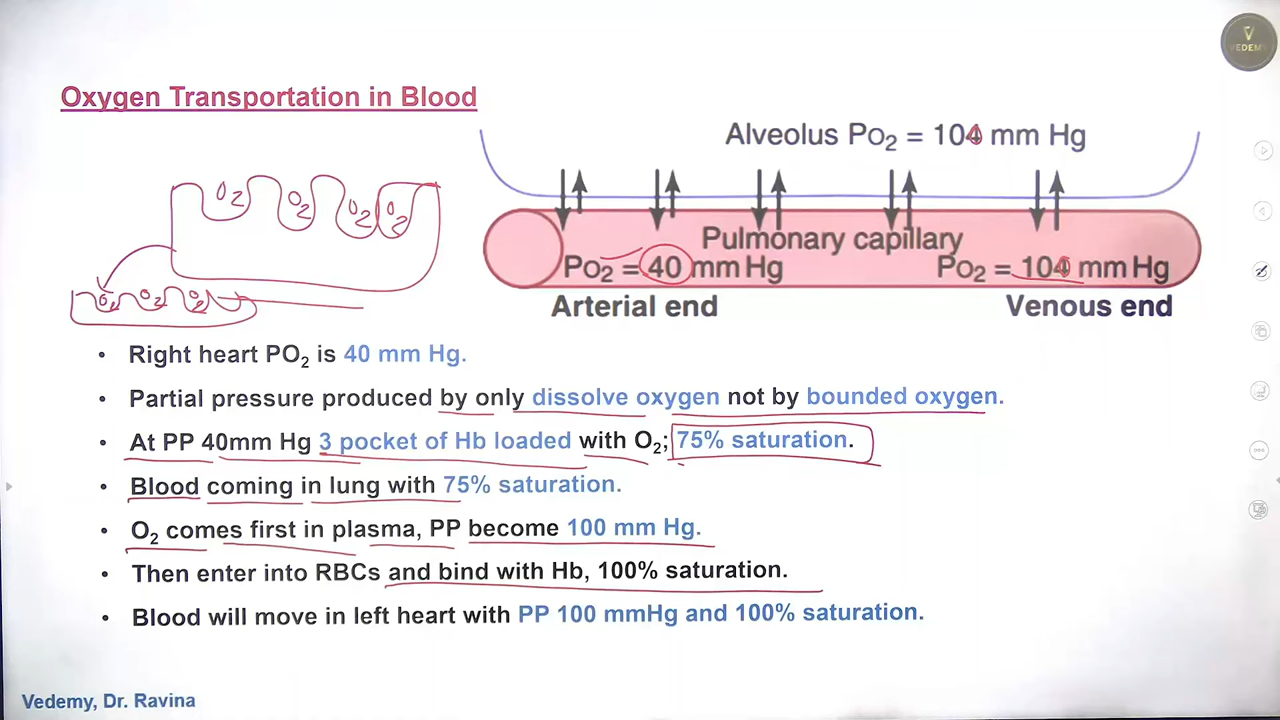 VEDEMY
Oxygen Transportation in Blood
Alveolus Po₂ = 104 mm Hg
O₂ O₂ O₂ O₂
Pulmonary capillary
Po₂ = 40 mm Hg
Po₂ = 104 mm Hg
O₂ O₂ O₂
Arterial end
Venous end
• Right heart PO₂ is 40 mm Hg.
• Partial pressure produced by only dissolve oxygen not by bounded oxygen.
• At PP 40mm Hg 3 pocket of Hb loaded with O₂; 75% saturation.
• Blood coming in lung with 75% saturation.
• O₂ comes first in plasma, PP become 100 mm Hg.
• Then enter into RBCs and bind with Hb, 100% saturation.
• Blood will move in left heart with PP 100 mmHg and 100% saturation.
Vedemy, Dr. Ravina